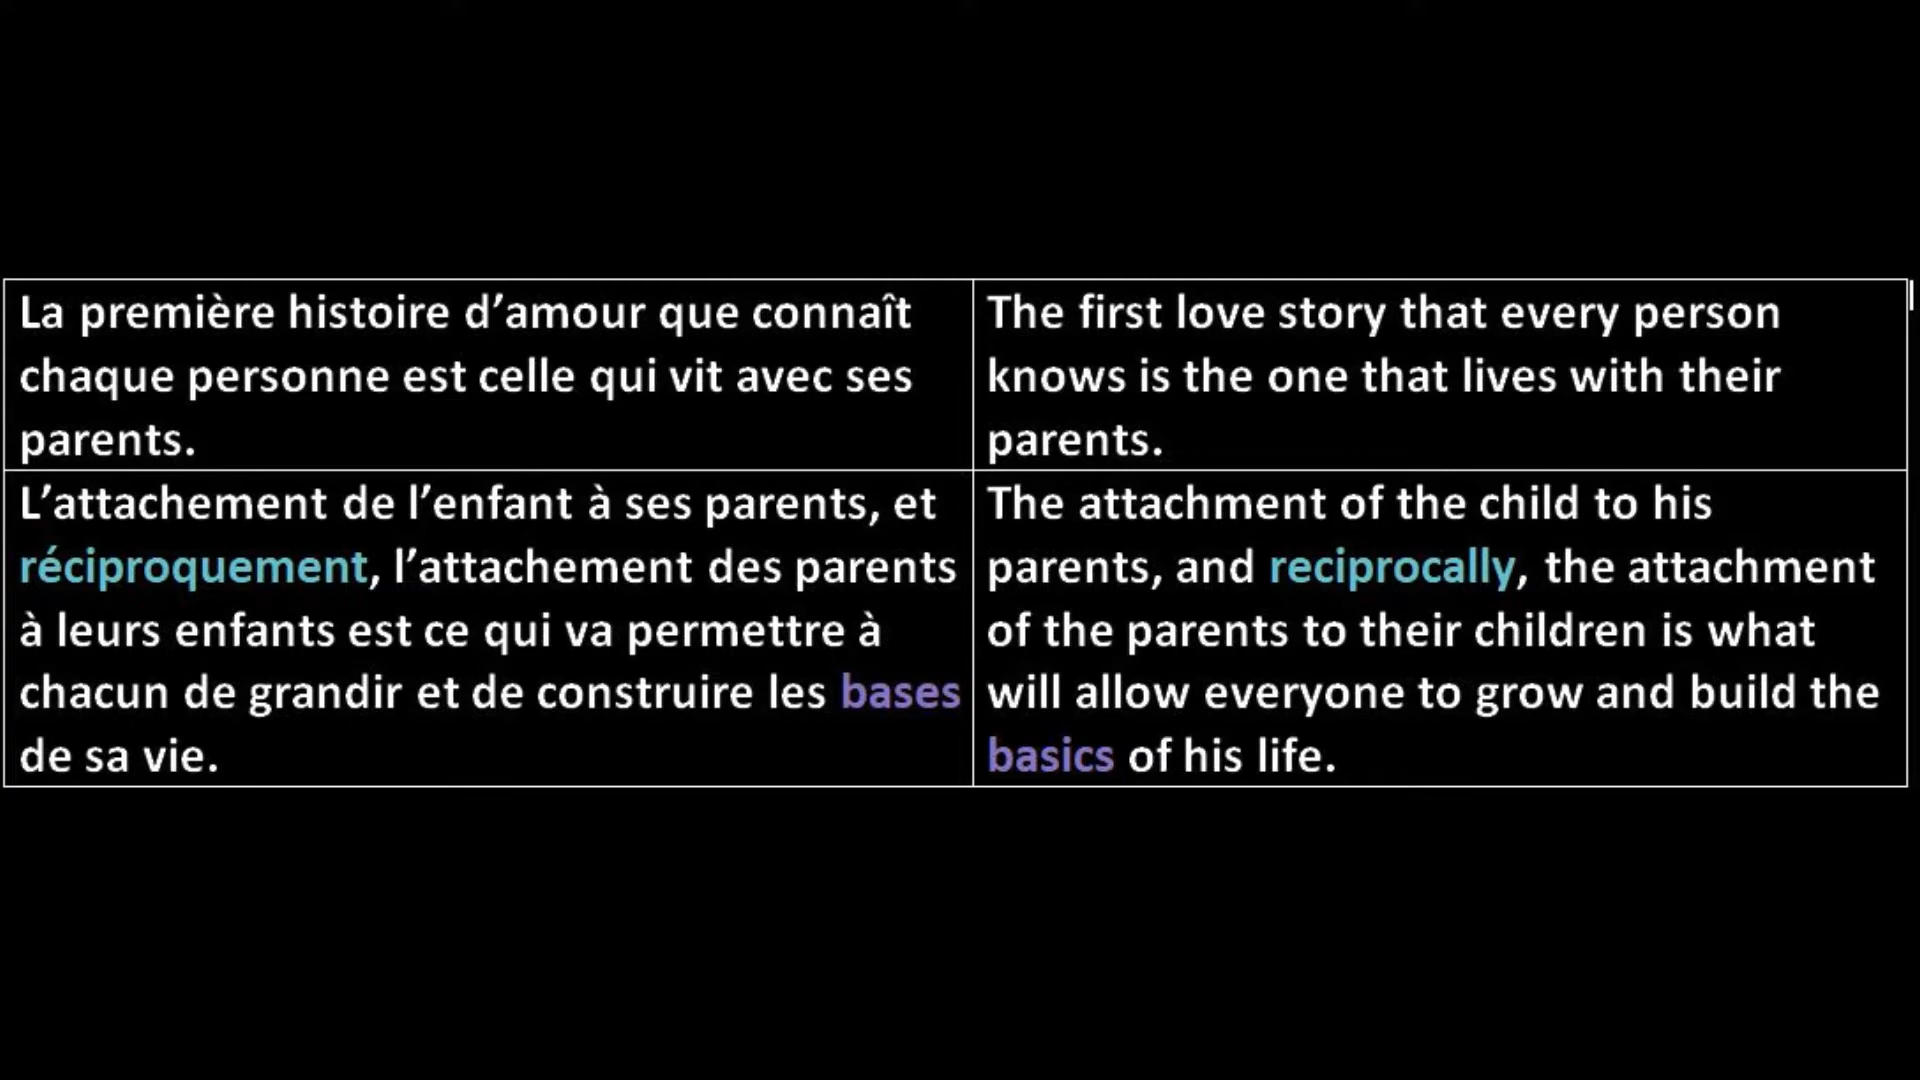 La première histoire d’amour que connaît
chaque personne est celle qui vit avec ses
parents.
The first love story that every person
knows is the one that lives with their
parents.
L’attachement de l’enfant à ses parents, et
réciproquement, l’attachement des parents
à leurs enfants est ce qui va permettre à
chacun de grandir et de construire les bases
de sa vie.
The attachment of the child to his
parents, and reciprocally, the attachment
of the parents to their children is what
will allow everyone to grow and build the
basics of his life.